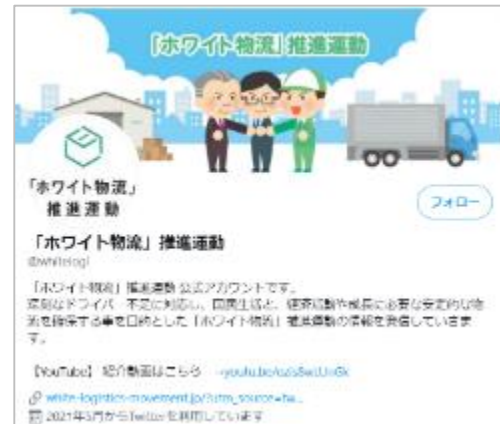 「ホワイト物流」推進運動
「ホワイト物流」
推進運動
フォロー
「ホワイト物流」推進運動
@whitelogi
「ホワイト物流」推進運動 公式アカウントです。
深刻なドライバー不足に対応し、国民生活と、経済活動や成長に必要な安定的な物
流を確保する事を目的とした「ホワイト物流」推進運動の情報を発信していきま
す。
【YouTube】 紹介動画はこちら
white-logistics-movement.jp/?utm_source=tw...
2021年5月からTwitterを利用しています